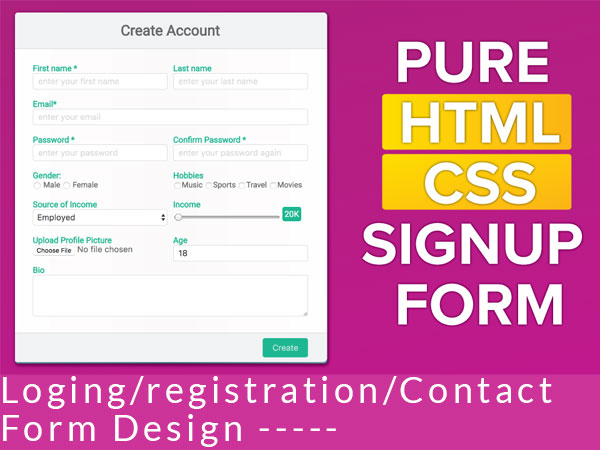 Create Account
First name * Last name
enter your first name enter your last name
Email*
enter your email
Password * Confirm Password *
enter your password enter your password again
Gender: Hobbies
Male Female Music Sports Travel Movies
Source of Income Income
Employed 20K
Upload Profile Picture Age
Choose File No file chosen 18
Bio
Create
PURE
HTML
CSS
SIGNUP
FORM
Loging/registration/Contact
Form Design -----